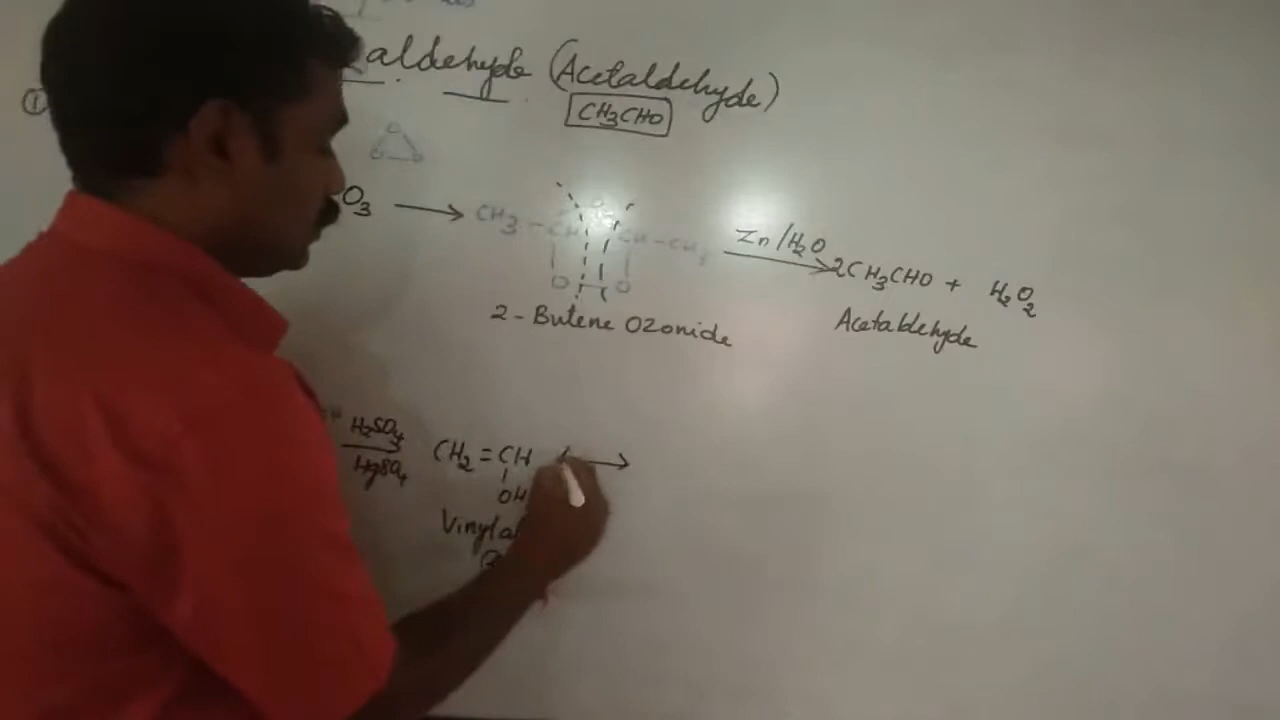 aldehyde (Acetaldehyde)
CH3CHO
①
O3 → CH3 - CH CH - CH3 Zn/H2O → 2CH3CHO + H2O2
O O
2-Butene Ozonide
Acetaldehyde
H2SO4
HgSO4
CH2 = CH →
OH
Vinyl